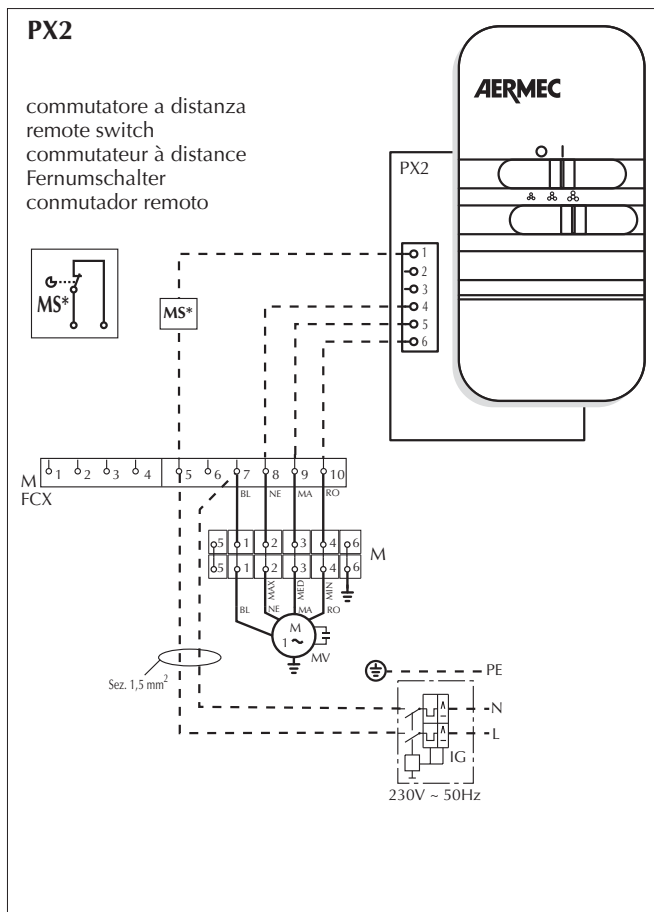 PX2
commutatore a distanza
remote switch
commutateur à distance
Fernumschalter
conmutador remoto
AERMEC
PX2
1
2
3
4
5
6
MS*
MS*
M
FCX
1 2 3 4 5 6 7 8 9 10
BL NE MA RO
5 1 2 3 4 6
M
5 1 2 3 4 6
MAX MED MIN
BL NE MA RO
M
1 ~
MV
Sez. 1,5 mm²
PE
N
L
IG
230V ~ 50Hz